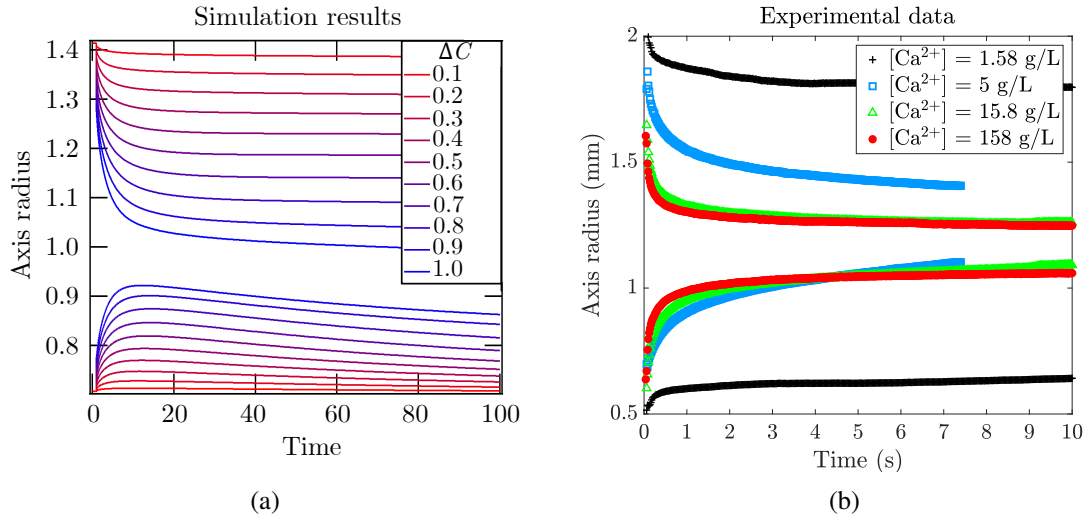 Simulation results
ΔC
0.1
0.2
0.3
0.4
0.5
0.6
0.7
0.8
0.9
1.0
1.4
1.3
1.2
1.1
1.0
0.9
0.8
Axis radius
0 20 40 60 80 100
Time
(a)
Experimental data
[Ca2+] = 1.58 g/L
[Ca2+] = 5 g/L
[Ca2+] = 15.8 g/L
[Ca2+] = 158 g/L
2
1.5
1
0.5
Axis radius (mm)
0 1 2 3 4 5 6 7 8 9 10
Time (s)
(b)